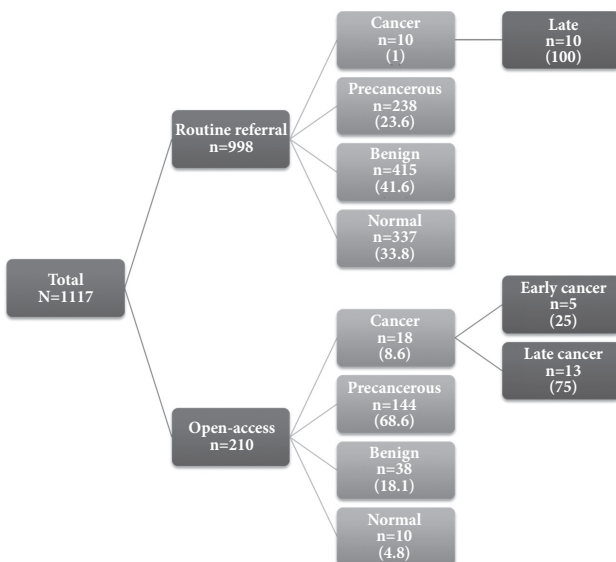 Total
N=1117
Routine referral
n=998
Cancer
n=10
(1)
Late
n=10
(100)
Precancerous
n=238
(23.6)
Benign
n=415
(41.6)
Normal
n=337
(33.8)
Open-access
n=210
Cancer
n=18
(8.6)
Early cancer
n=5
(25)
Late cancer
n=13
(75)
Precancerous
n=144
(68.6)
Benign
n=38
(18.1)
Normal
n=10
(4.8)